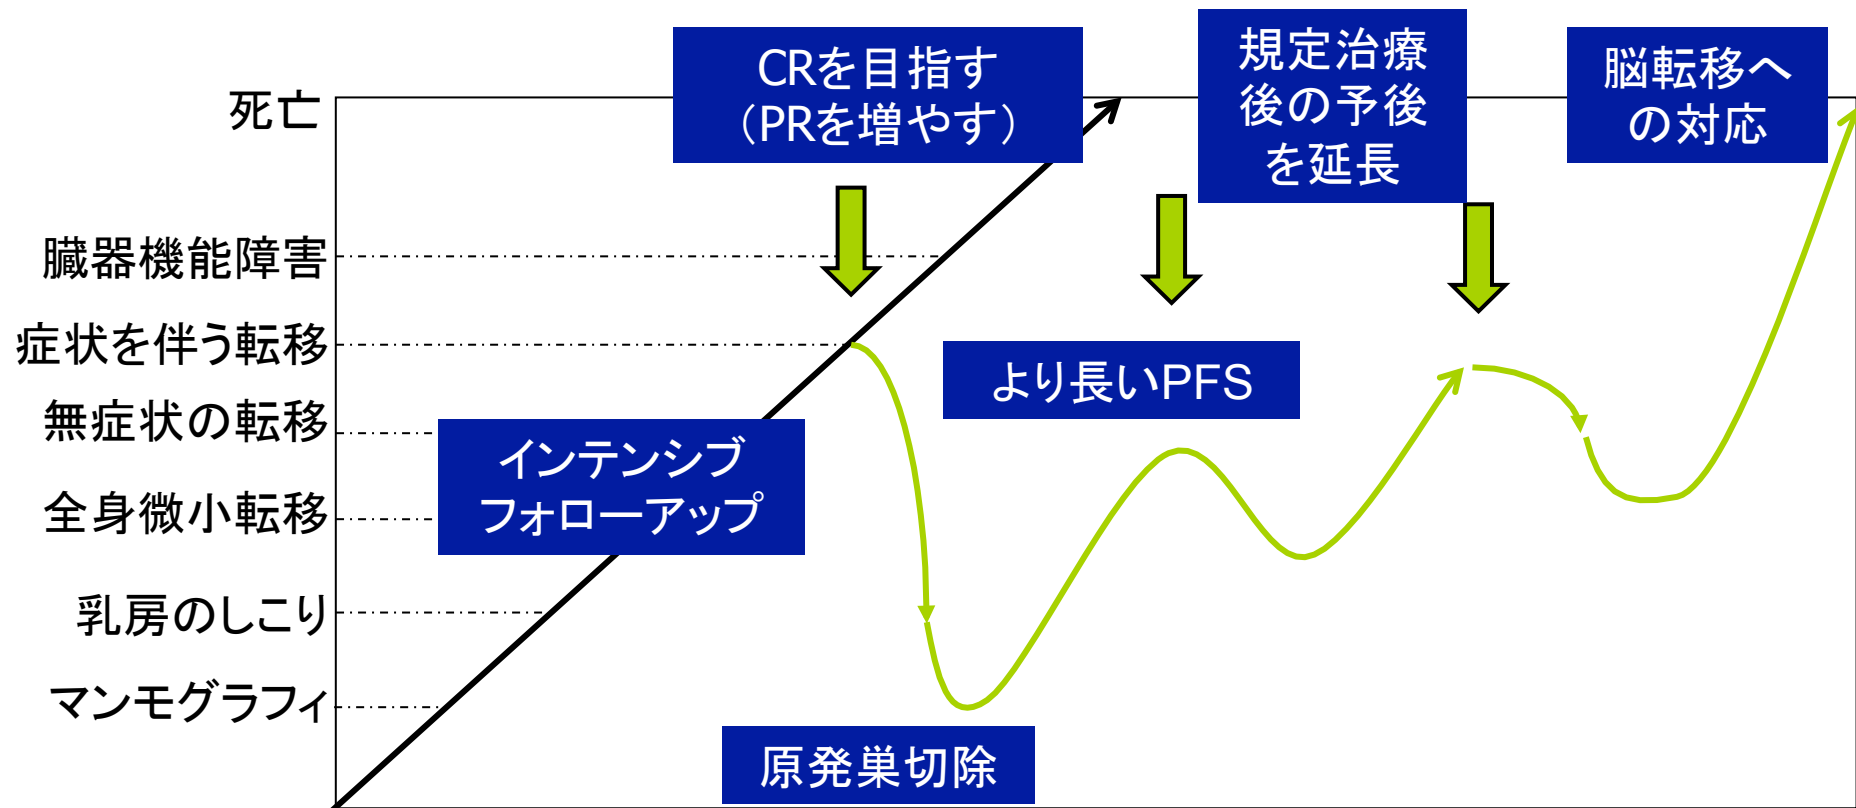 CRを目指す
（PRを増やす）
規定治療
後の予後
を延長
脳転移へ
の対応
死亡
臓器機能障害
症状を伴う転移
より長いPFS
無症状の転移
インテンシブ
フォローアップ
全身微小転移
乳房のしこり
マンモグラフィ
原発巣切除